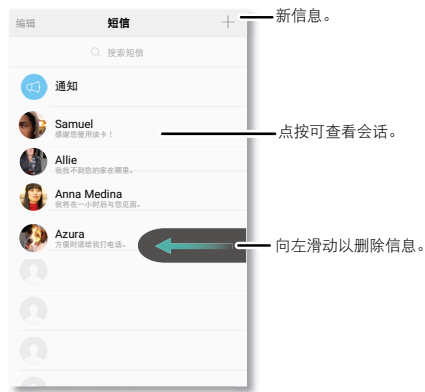 编辑
短信
新信息。
搜索短信
通知
Samuel
感谢您使用该卡！
点按可查看会话。
Allie
我找不到您的家在哪里。
Anna Medina
我将在一小时后与您见面。
Azura
方便时请给我打电话。
向左滑动以删除信息。